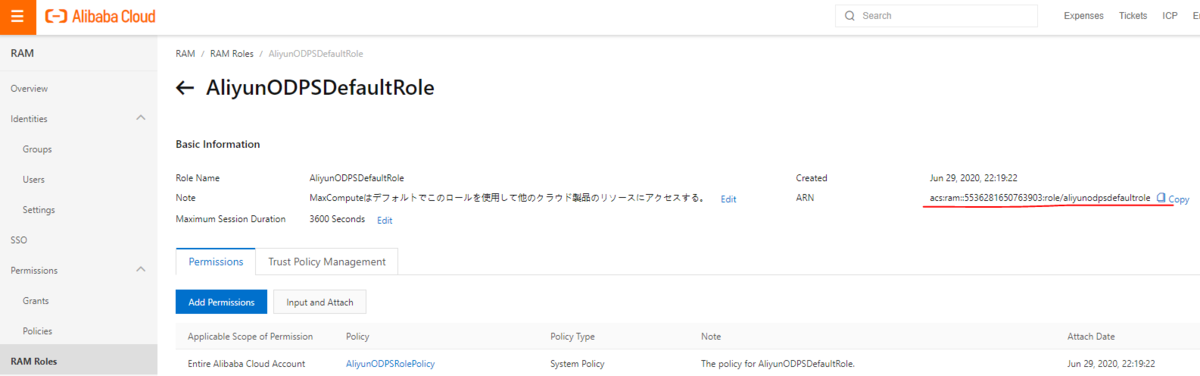 Alibaba Cloud
Search
Expenses Tickets ICP
RAM
RAM / RAM Roles / AliyunODPSDefaultRole
Overview
← AliyunODPSDefaultRole
Identities
Groups
Users
Settings
SSO
Permissions
Grants
Policies
RAM Roles
Basic Information
Role Name AliyunODPSDefaultRole Created Jun 29, 2020, 22:19:22
Note MaxComputeはデフォルトでこのロールを使用して他のクラウド製品のリソースにアクセスする。 Edit ARN acs:ram::5536281650763903:role/aliyunodpsdefaultrole Copy
Maximum Session Duration 3600 Seconds Edit
Permissions Trust Policy Management
Add Permissions Input and Attach
Applicable Scope of Permission Policy Policy Type Note Attach Date
Entire Alibaba Cloud Account AliyunODPSRolePolicy System Policy The policy for AliyunODPSDefaultRole. Jun 29, 2020, 22:19:22